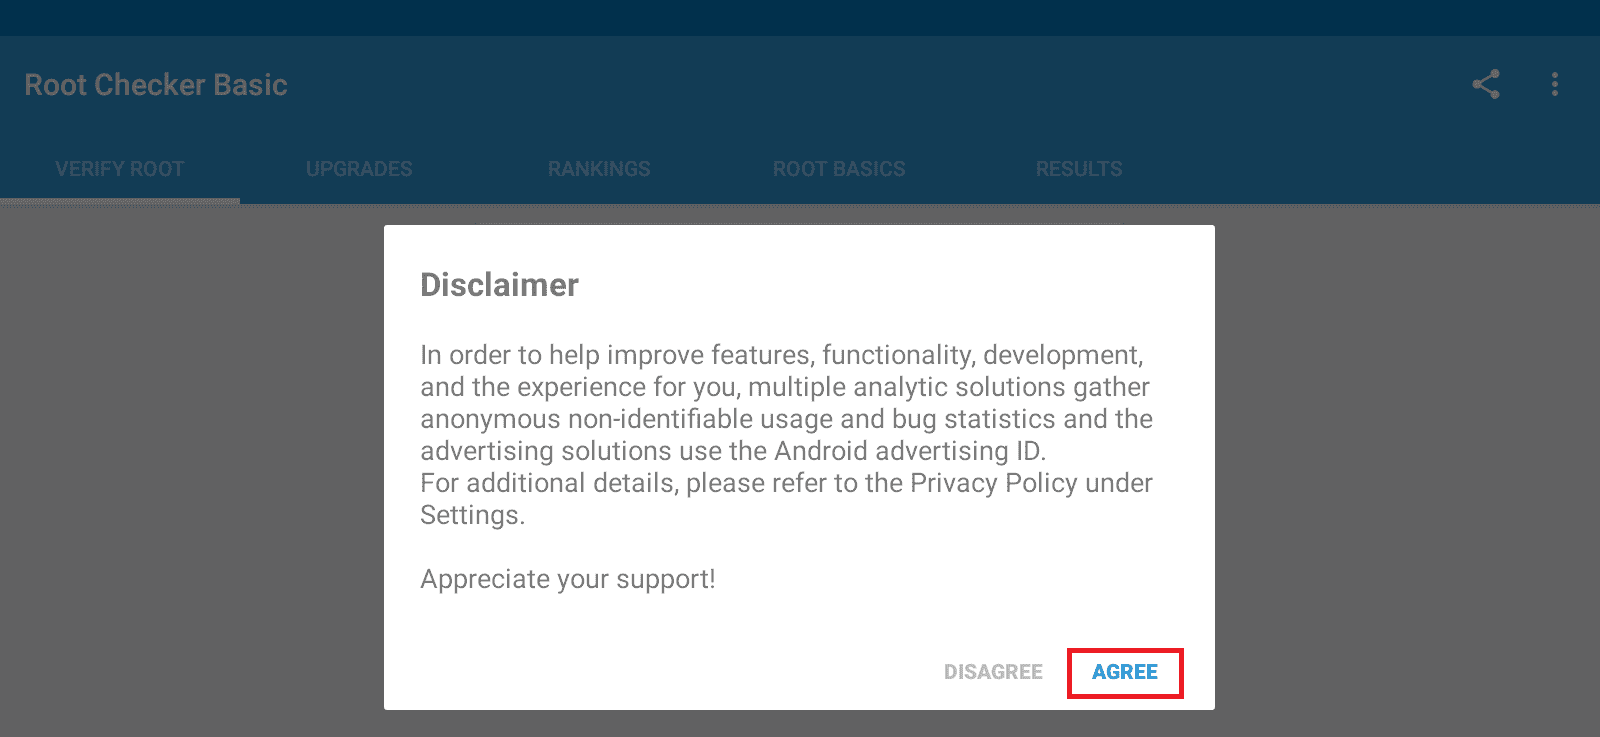 Root Checker Basic
VERIFY ROOT UPGRADES RANKINGS ROOT BASICS RESULTS
Disclaimer
In order to help improve features, functionality, development,
and the experience for you, multiple analytic solutions gather
anonymous non-identifiable usage and bug statistics and the
advertising solutions use the Android advertising ID.
For additional details, please refer to the Privacy Policy under
Settings.
Appreciate your support!
DISAGREE AGREE